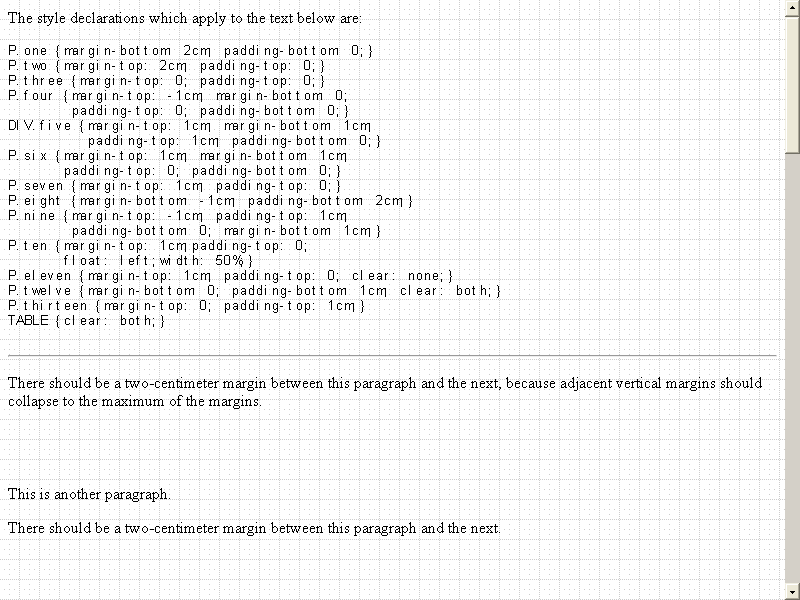 The style declarations which apply to the text below are:
P.one {margin-bottom: 2cm; padding-bottom: 0;}
P.two {margin-top: 2cm; padding-top: 0;}
P.three {margin-top: 0; padding-top: 0;}
P.four {margin-top: -1cm; margin-bottom: 0;
padding-top: 0; padding-bottom: 0;}
DIV.five {margin-top: 1cm; margin-bottom: 1cm;
padding-top: 1cm; padding-bottom: 0;}
P.six {margin-top: 1cm; margin-bottom: 1cm;
padding-top: 0; padding-bottom: 0;}
P.seven {margin-top: 1cm; padding-top: 0;}
P.eight {margin-bottom: -1cm; padding-bottom: 2cm;}
P.nine {margin-top: -1cm; padding-top: 1cm;
padding-bottom: 0; margin-bottom: 1cm;}
P.ten {margin-top: 1cm;padding-top: 0;
float: left;width: 50%;}
P.eleven {margin-top: 1cm; padding-top: 0; clear: none;}
P.twelve {margin-bottom: 0; padding-bottom: 1cm; clear: both;}
P.thirteen {margin-top: 0; padding-top: 1cm;}
TABLE {clear: both;}
There should be a two-centimeter margin between this paragraph and the next, because adjacent vertical margins should
collapse to the maximum of the margins.
This is another paragraph.
There should be a two-centimeter margin between this paragraph and the next.